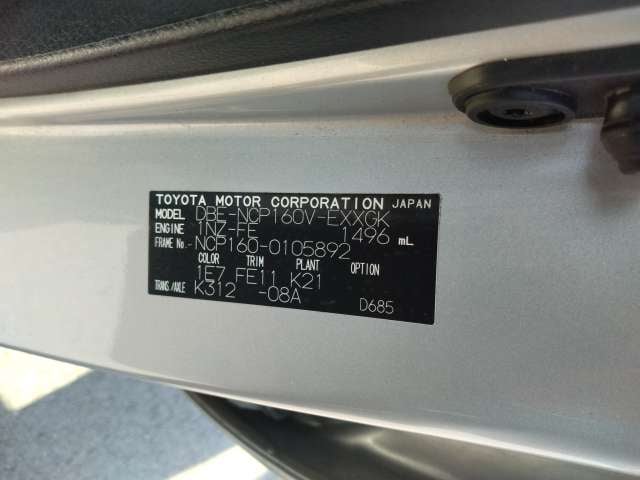 TOYOTA MOTOR CORPORATION JAPAN
MODEL DBE-NCP160V-EXXGK
ENGINE 1NZ-FE 1496 mL
FRAME No. NCP160-0105892
COLOR TRIM PLANT OPTION
1E7 FE11 K21
TRANS/AXLE K312 -08A
D685